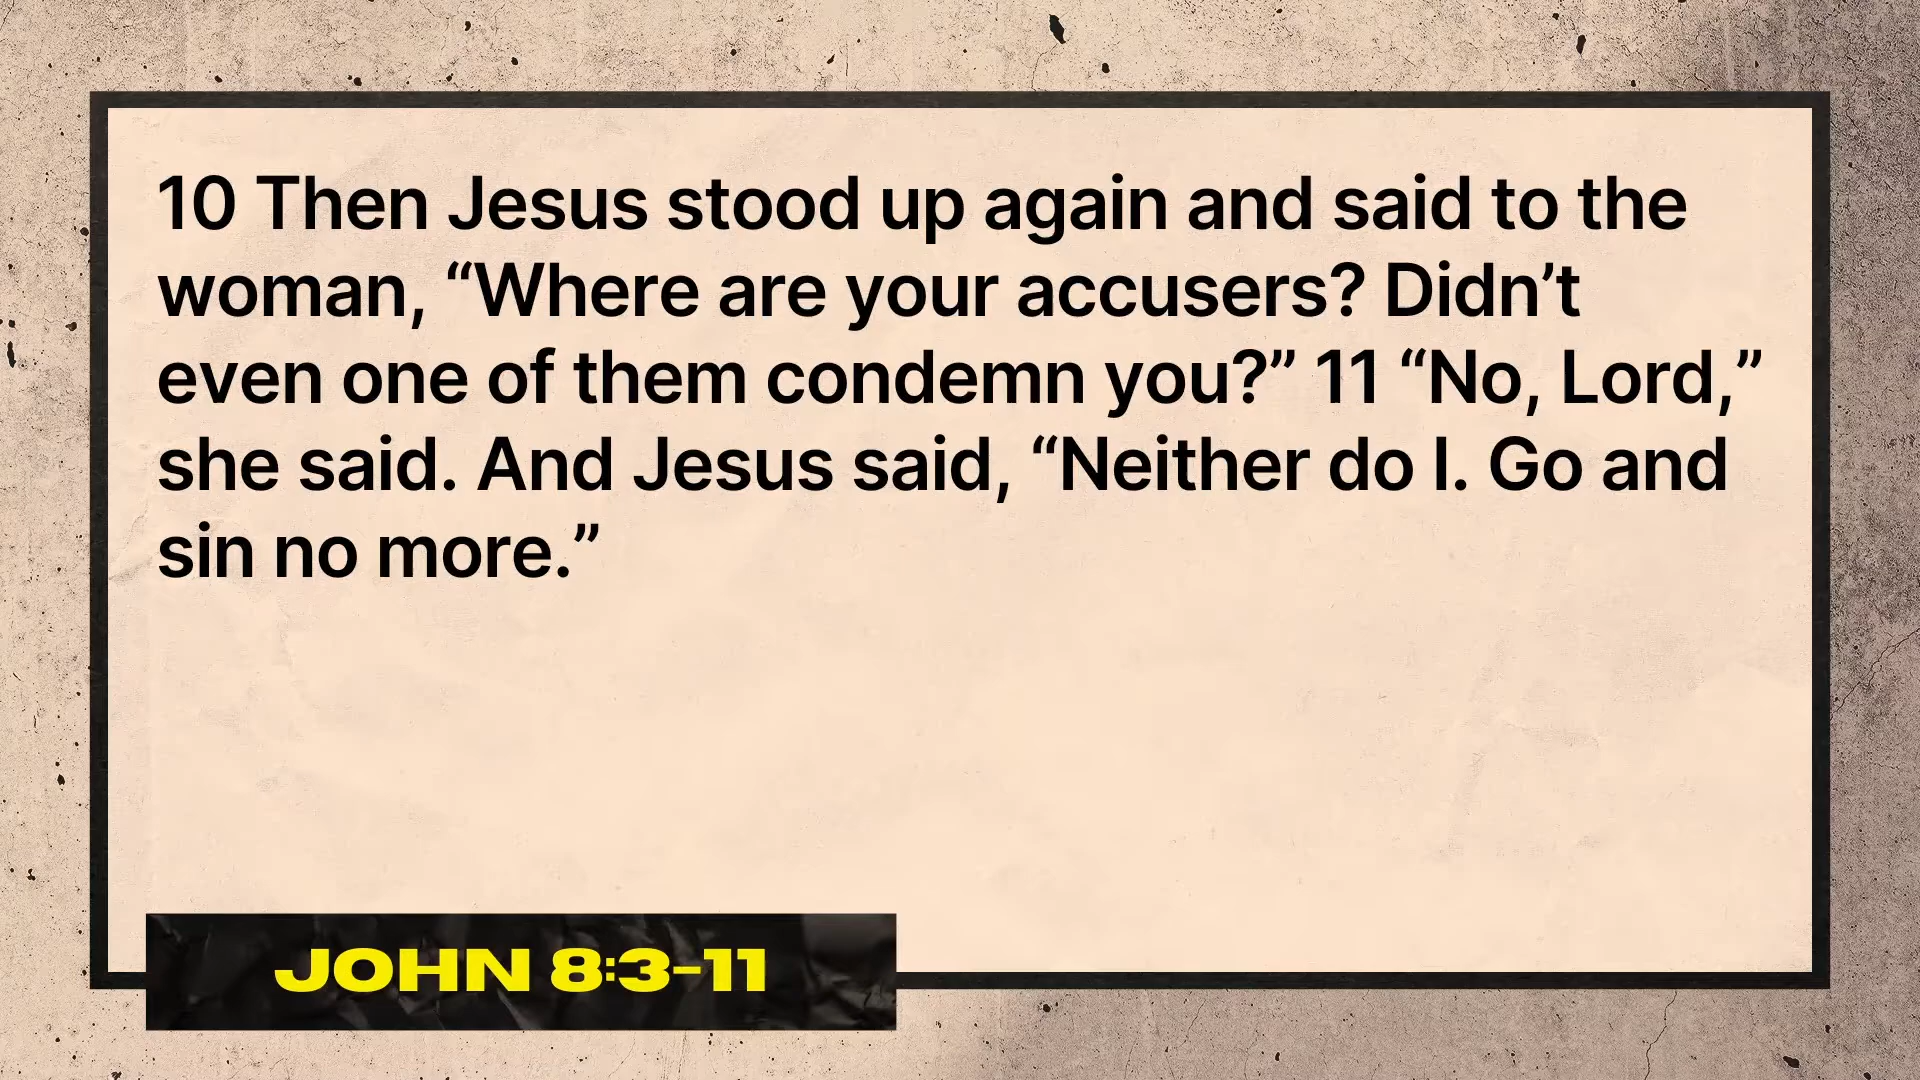 10 Then Jesus stood up again and said to the
woman, “Where are your accusers? Didn’t
even one of them condemn you?” 11 “No, Lord,”
she said. And Jesus said, “Neither do I. Go and
sin no more.”
JOHN 8:3-11